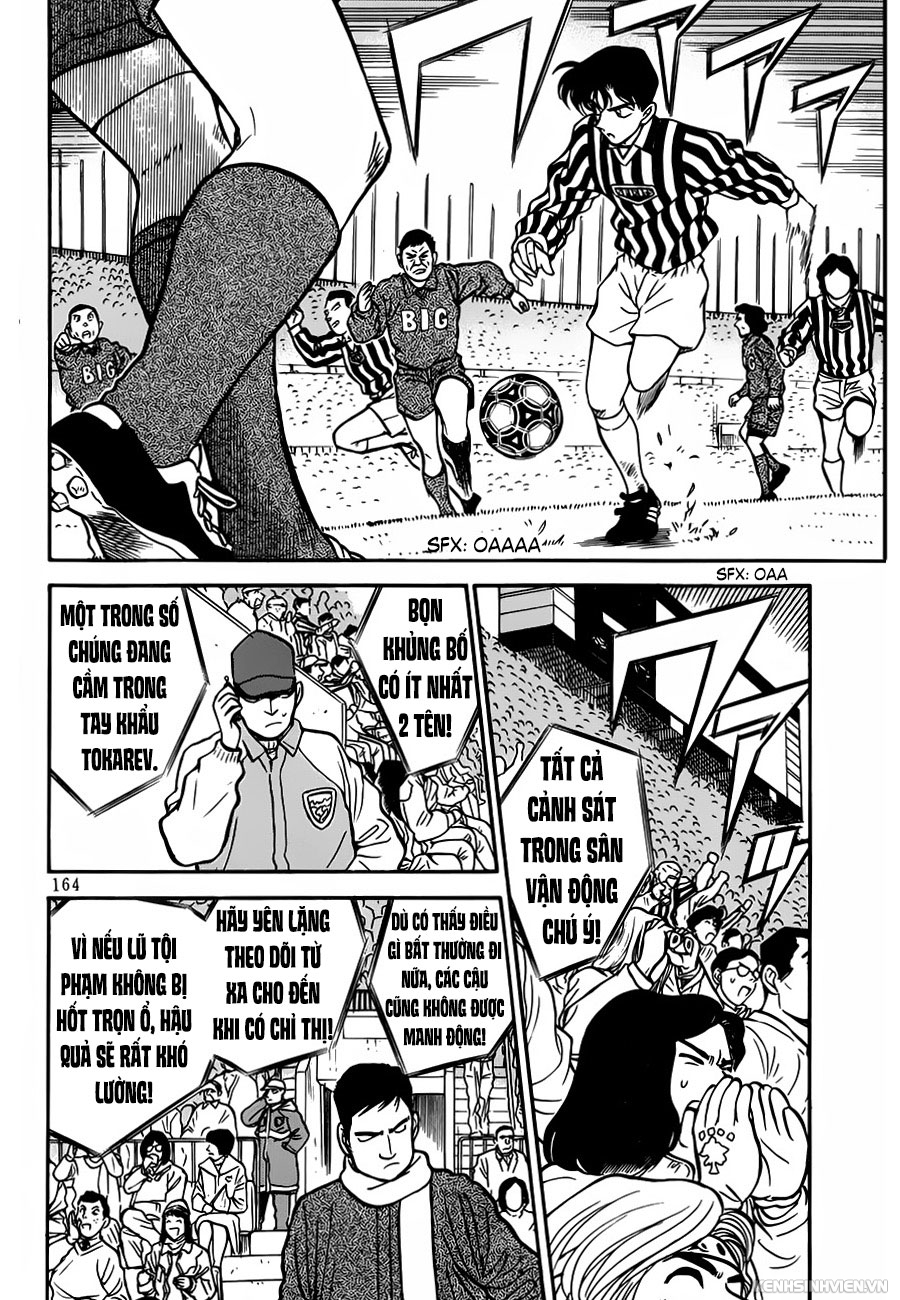 SPIRITS
BIG
BIG
SFX: OAAAA
SFX: OAA
TẤT CẢ
CẢNH SÁT
TRONG SÂN
VẬN ĐỘNG
CHÚ Ý!
BỌN
KHỦNG BỐ
CÓ ÍT NHẤT
2 TÊN!
MỘT TRONG SỐ
CHÚNG ĐANG
CẦM TRONG
TAY KHẨU
TOKAREV.
164
DÙ CÓ THẤY ĐIỀU
GÌ BẤT THƯỜNG ĐI
NỮA, CÁC CẬU
CŨNG KHÔNG ĐƯỢC
MANH ĐỘNG!
HÃY YÊN LẶNG
THEO DÕI TỪ
XA CHO ĐẾN
KHI CÓ CHỈ THỊ!
VÌ NẾU LŨ TỘI
PHẠM KHÔNG BỊ
HỐT TRỌN Ổ, HẬU
QUẢ SẼ RẤT KHÓ
LƯỜNG!
KENHSINHVIEN.VN